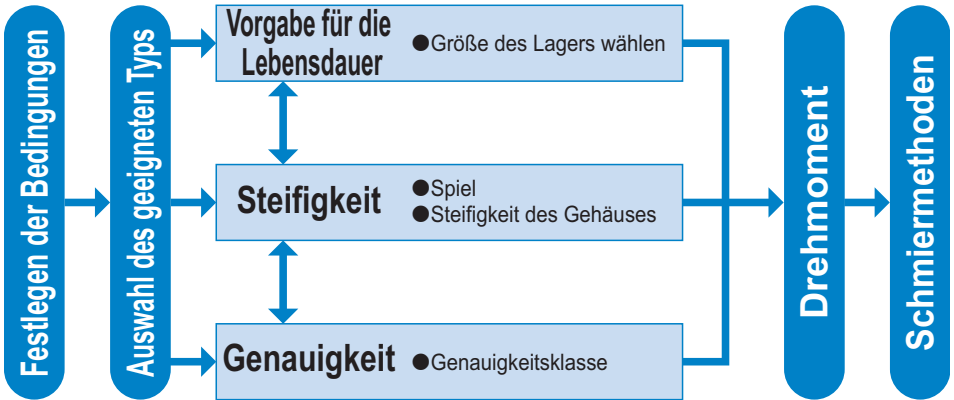 Festlegen der Bedingungen
Auswahl des geeigneten Typs
Vorgabe für die
Lebensdauer
●Größe des Lagers wählen
Steifigkeit
●Spiel
●Steifigkeit des Gehäuses
Genauigkeit
●Genauigkeitsklasse
Drehmoment
Schmiermethoden